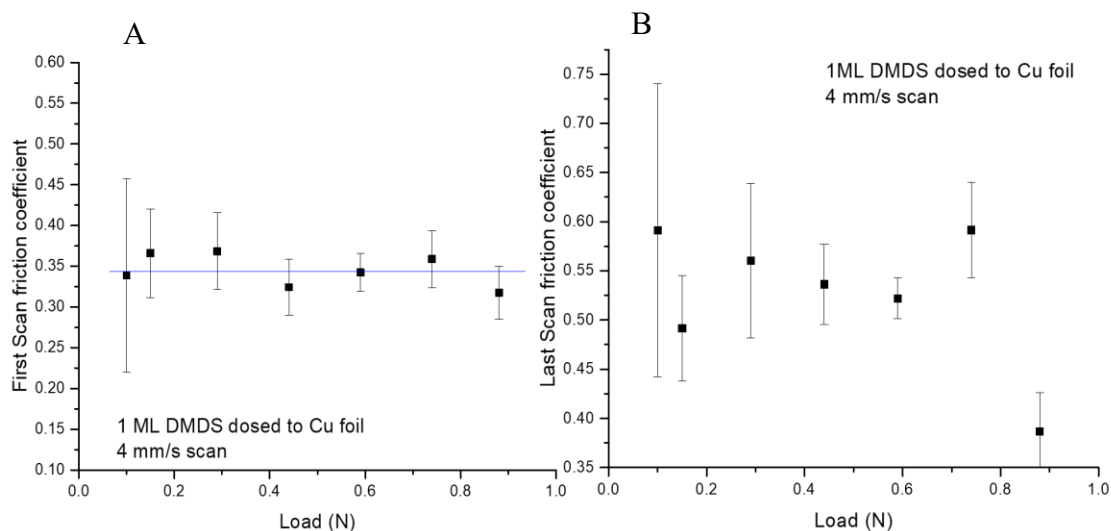 A
0.60
0.55
0.50
0.45
0.40
0.35
0.30
0.25
0.20
0.15
0.10
First Scan friction coefficient
1 ML DMDS dosed to Cu foil
4 mm/s scan
0.0 0.2 0.4 0.6 0.8 1.0
Load (N)
B
0.75
0.70
0.65
0.60
0.55
0.50
0.45
0.40
0.35
Last Scan friction coefficient
1ML DMDS dosed to Cu foil
4 mm/s scan
0.0 0.2 0.4 0.6 0.8 1.0
Load (N)